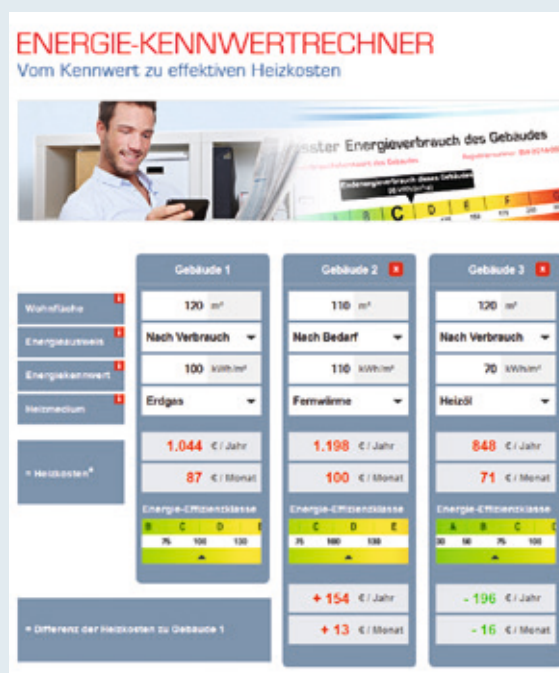 ENERGIE-KENNWERTRECHNER
Vom Kennwert zu effektiven Heizkosten
sster Energieverbrauch des Gebäudes
Endenergieverbrauch dieses Gebäudes
B C D E F
Gebäude 1 Gebäude 2 x Gebäude 3 x
Wohnfläche i 120 m² 110 m² 120 m²
Energieausweis i Nach Verbrauch Nach Bedarf Nach Verbrauch
Energiekennwert i 100 kWh/m² 110 kWh/m² 70 kWh/m²
Heizmedium i Erdgas Fernwärme Heizöl
1.044 € / Jahr 1.198 € / Jahr 848 € / Jahr
= Heizkosten* 87 € / Monat 100 € / Monat 71 € / Monat
Energie-Effizienzklasse Energie-Effizienzklasse Energie-Effizienzklasse
B C D E C D E A B C
75 100 130 75 100 130 30 50 75 100
+ 154 € / Jahr - 196 € / Jahr
= Differenz der Heizkosten zu Gebäude 1
+ 13 € / Monat - 16 € / Monat